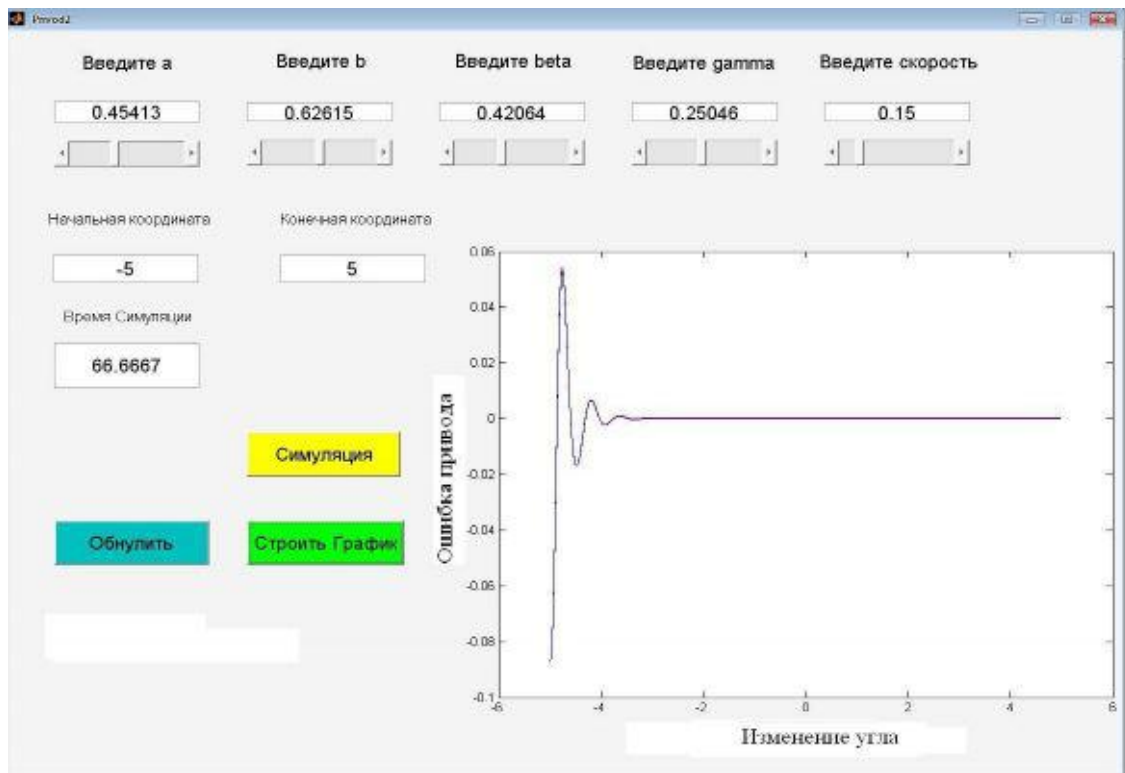 Privod2
Введите a
Введите b
Введите beta
Введите gamma
Введите скорость
0.45413
0.62615
0.42064
0.25046
0.15
Начальная координата
Конечная координата
-5
5
Время Симуляции
66.6667
Симуляция
Обнулить
Строить График
Ошибка привода
0.06
0.04
0.02
0
-0.02
-0.04
-0.06
-0.08
-0.1
-6
-4
-2
0
2
4
6
Изменение угла